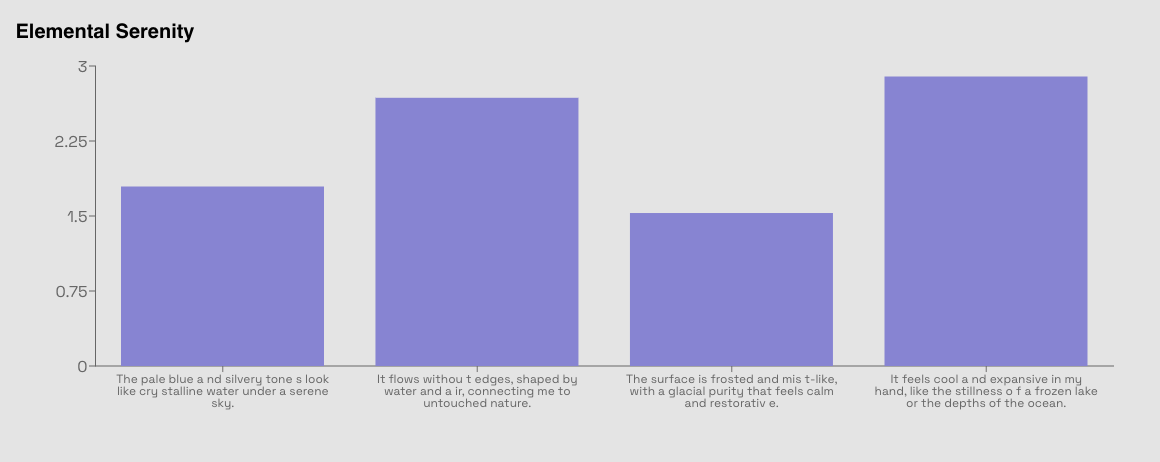 Elemental Serenity
3
2.25
1.5
0.75
0
The pale blue a nd silvery tone s look
like cry stalline water under a serene
sky.
It flows withou t edges, shaped by
water and a ir, connecting me to
untouched nature.
The surface is frosted and mis t-like,
with a glacial purity that feels calm
and restorativ e.
It feels cool a nd expansive in my
hand, like the stillness o f a frozen lake
or the depths of the ocean.